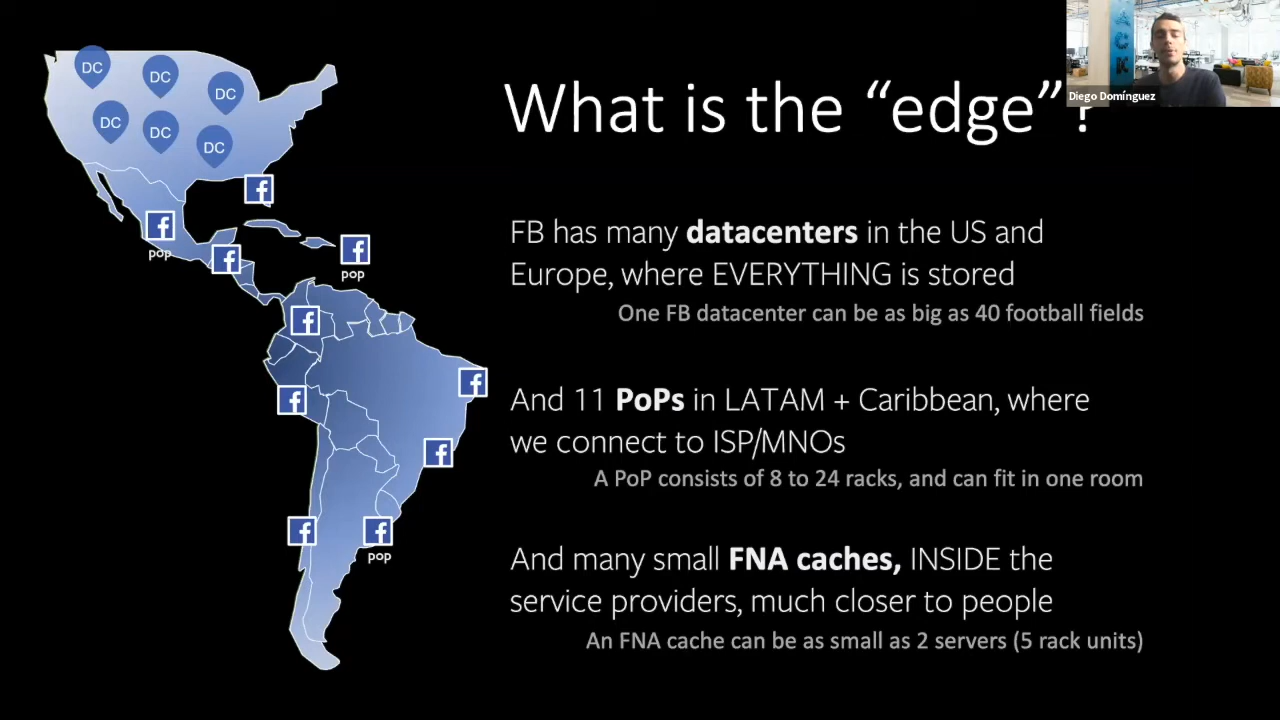 DC
DC
DC
DC
DC
DC
f
f
pop
f
pop
f
f
f
f
f
f
f
pop
What is the “edge”?
FB has many datacenters in the US and
Europe, where EVERYTHING is stored
One FB datacenter can be as big as 40 football fields
And 11 PoPs in LATAM + Caribbean, where
we connect to ISP/MNOs
A PoP consists of 8 to 24 racks, and can fit in one room
And many small FNA caches, INSIDE the
service providers, much closer to people
An FNA cache can be as small as 2 servers (5 rack units)
ACK
Diego Domínguez